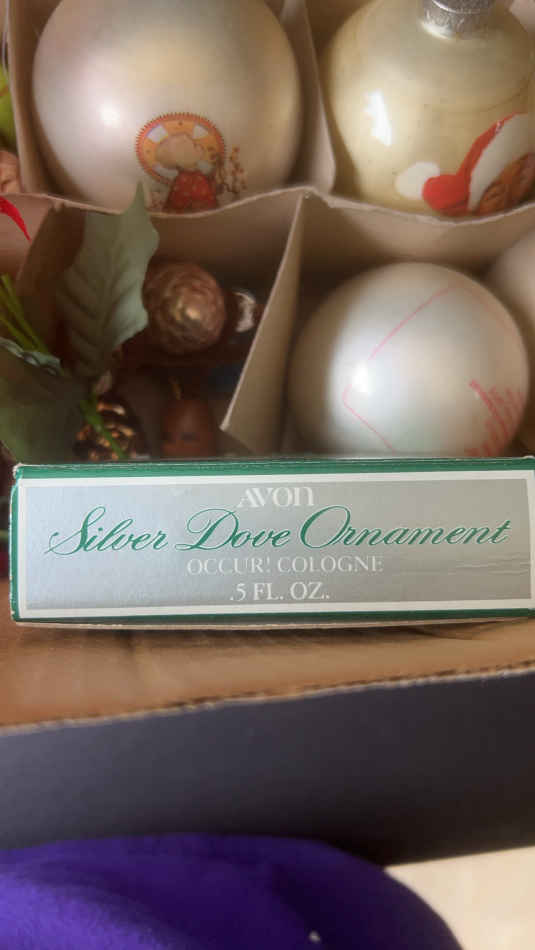 AVON
Silver Dove Ornament
OCCUR! COLOGNE
.5 FL. OZ.